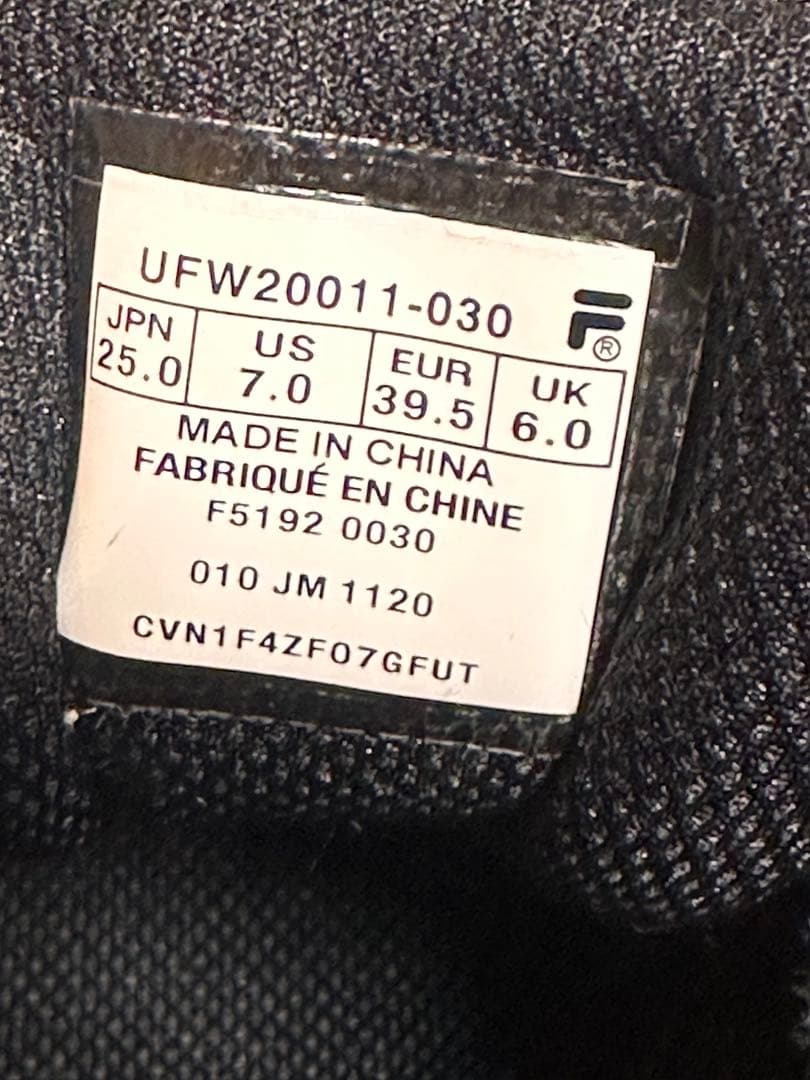 UFW20011-030
JPN US EUR UK
25.0 7.0 39.5 6.0
MADE IN CHINA
FABRIQUÉ EN CHINE
F5192 0030
010 JM 1120
CVN1F4ZF07GFUT